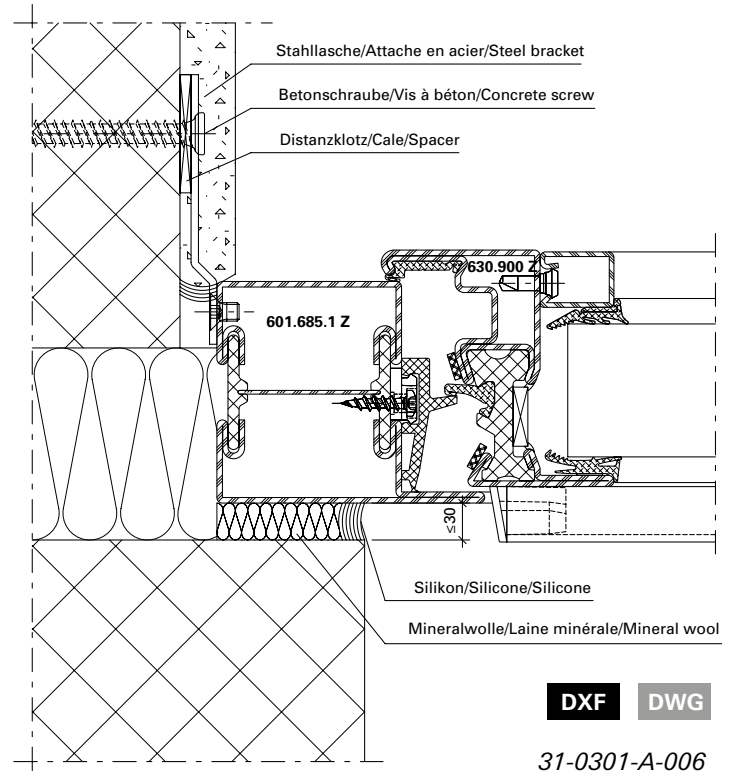 Stahllasche/Attache en acier/Steel bracket
Betonschraube/Vis à béton/Concrete screw
Distanzklotz/Cale/Spacer
630.900 Z
601.685.1 Z
≤30
Silikon/Silicone/Silicone
Mineralwolle/Laine minérale/Mineral wool
DXF DWG
31-0301-A-006